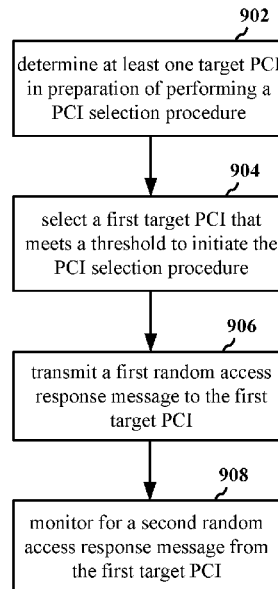 902
determine at least one target PCI
in preparation of performing a
PCI selection procedure
904
select a first target PCI that
meets a threshold to initiate the
PCI selection procedure
906
transmit a first random access
response message to the first
target PCI
908
monitor for a second random
access response message from
the first target PCI